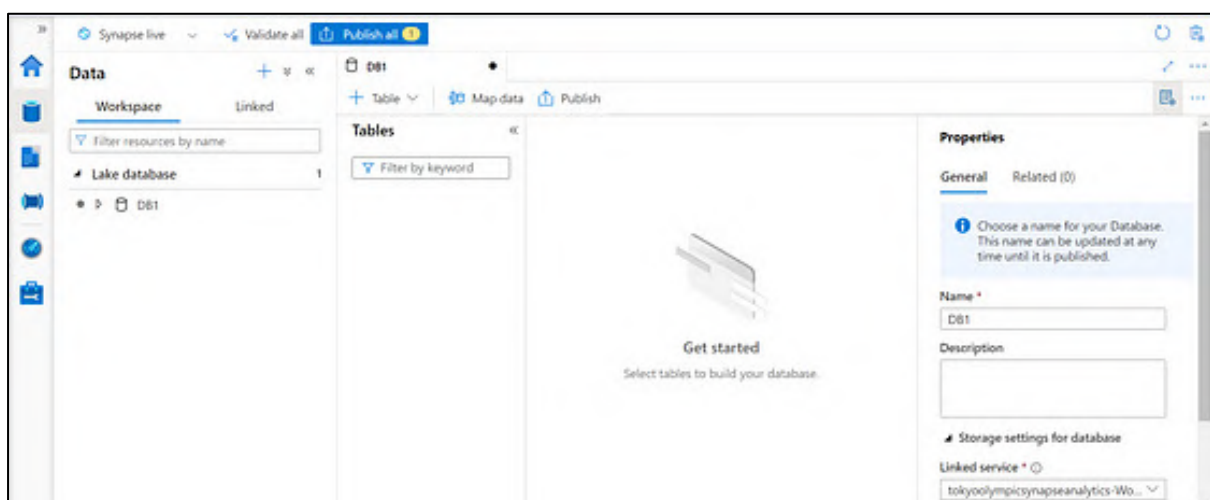 »
Synapse live
Validate all
Publish all 1
Data
DB1
Workspace
Linked
+ Table
Map data
Publish
Filter resources by name
Tables
Filter by keyword
Lake database 1
DB1
Properties
General
Related (0)
Choose a name for your Database.
This name can be updated at any
time until it is published.
Name *
DB1
Description
Get started
Select tables to build your database.
Storage settings for database
Linked service *
tokyoolympicsynapseanalytics-Wo...